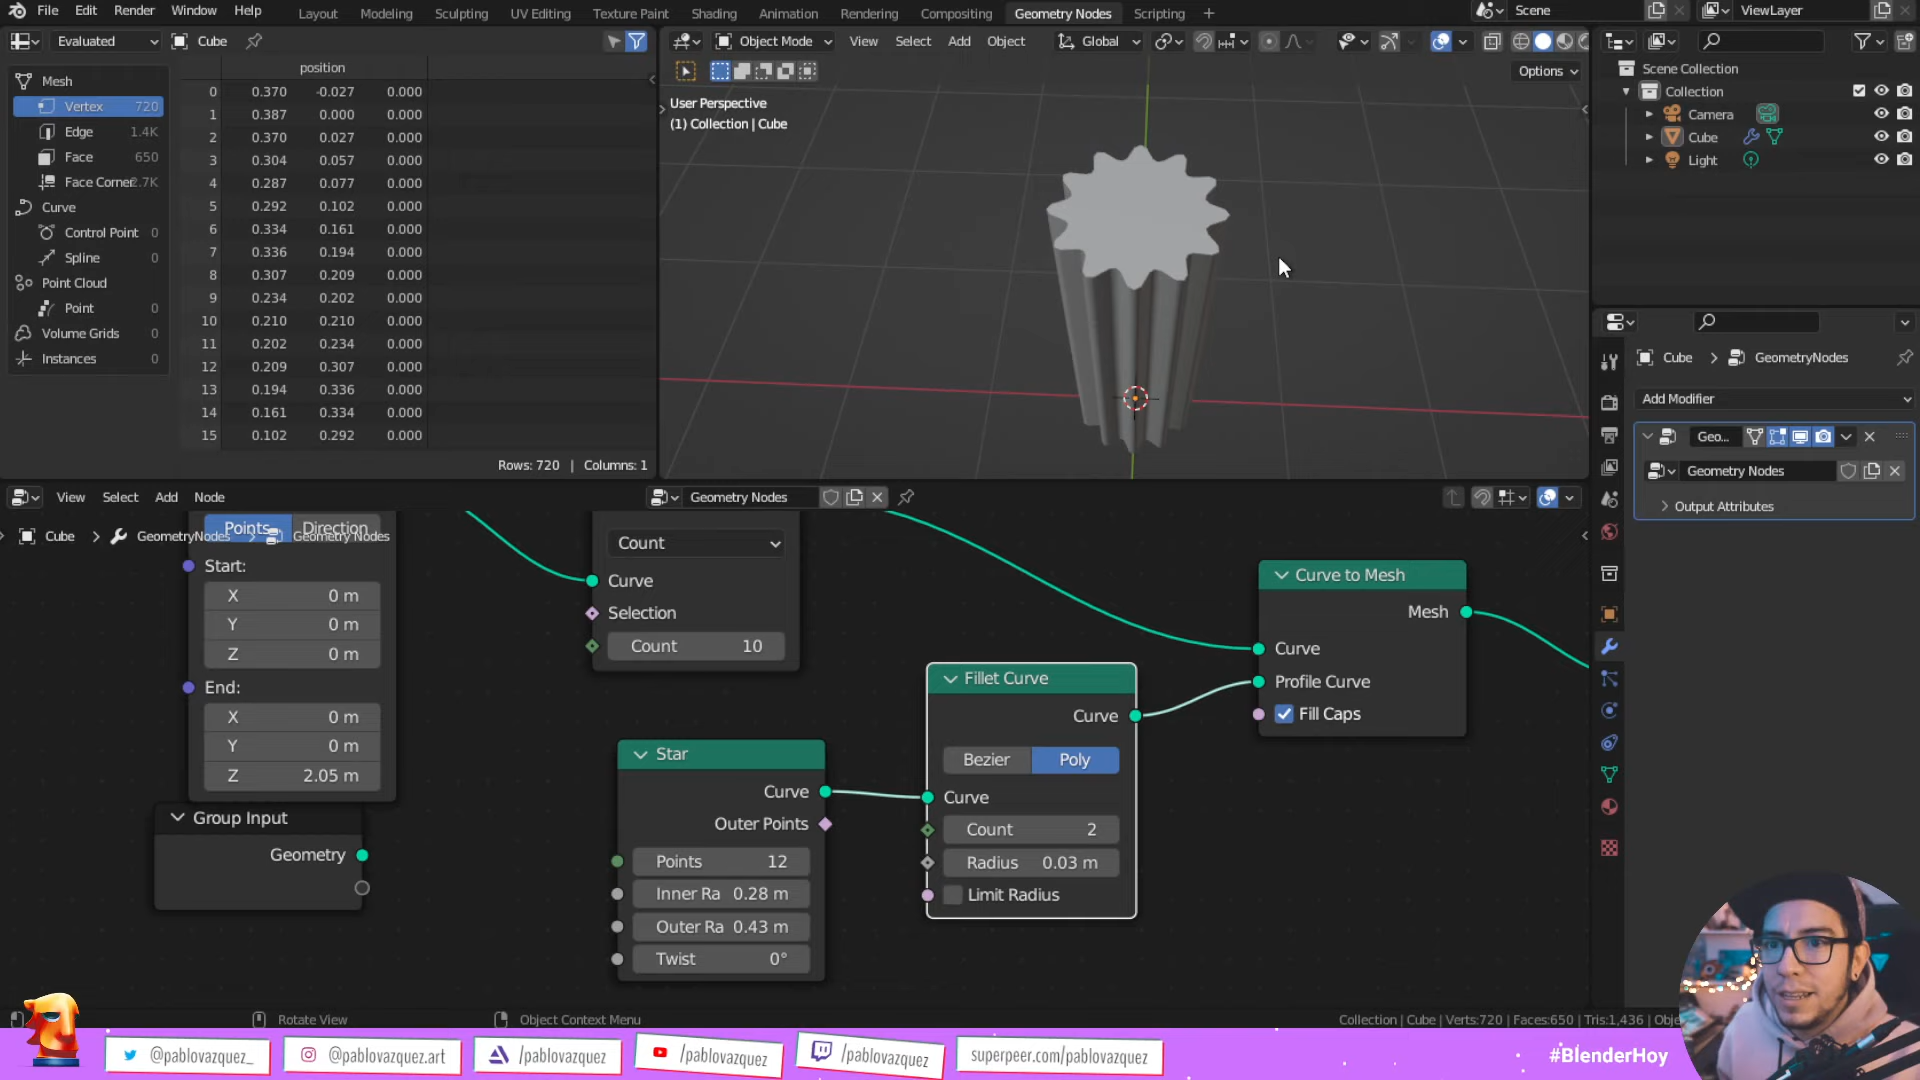 File Edit Render Window Help Layout Modeling Sculpting UV Editing Texture Paint Shading Animation Rendering Compositing Geometry Nodes Scripting + Scene ViewLayer
Evaluated Cube
Object Mode View Select Add Object Global
Options
position
Mesh
Vertex 720
Edge 1.4K
Face 650
Face Corner 2.7K
Curve
Control Point 0
Spline 0
Point Cloud
Point 0
Volume Grids 0
Instances 0
0 0.370 -0.027 0.000
1 0.387 0.000 0.000
2 0.370 0.027 0.000
3 0.304 0.057 0.000
4 0.287 0.077 0.000
5 0.292 0.102 0.000
6 0.334 0.161 0.000
7 0.336 0.194 0.000
8 0.307 0.209 0.000
9 0.234 0.202 0.000
10 0.210 0.210 0.000
11 0.202 0.234 0.000
12 0.209 0.307 0.000
13 0.194 0.336 0.000
14 0.161 0.334 0.000
15 0.102 0.292 0.000
Rows: 720 | Columns: 1
User Perspective
(1) Collection | Cube
Scene Collection
Collection
Camera
Cube
Light
Cube > GeometryNodes
Add Modifier
Geo...
Geometry Nodes
Output Attributes
View Select Add Node Geometry Nodes
Cube > GeometryNodes > Geometry Nodes
Points Direction
Start:
X 0 m
Y 0 m
Z 0 m
End:
X 0 m
Y 0 m
Z 2.05 m
Group Input
Geometry
Count
Curve
Selection
Count 10
Star
Curve
Outer Points
Points 12
Inner Ra 0.28 m
Outer Ra 0.43 m
Twist 0°
Fillet Curve
Curve
Bezier Poly
Curve
Count 2
Radius 0.03 m
Limit Radius
Curve to Mesh
Mesh
Curve
Profile Curve
Fill Caps
Rotate View Object Context Menu Collection | Cube | Verts:720 | Faces:650 | Tris:1,436 | Obje
@pablovazquez_ @pablovazquez.art /pablovazquez /pablovazquez /pablovazquez superpeer.com/pablovazquez #BlenderHoy